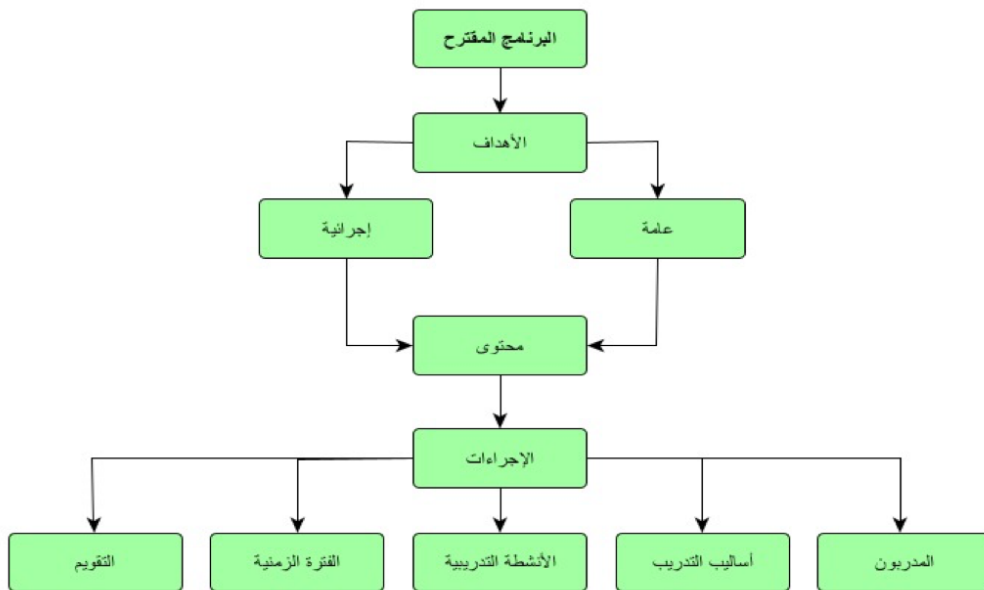 البرنامج المقترح
الأهداف
عامة
إجرائية
محتوى
الإجراءات
المدربون
أساليب التدريب
الأنشطة التدريبية
الفترة الزمنية
التقويم